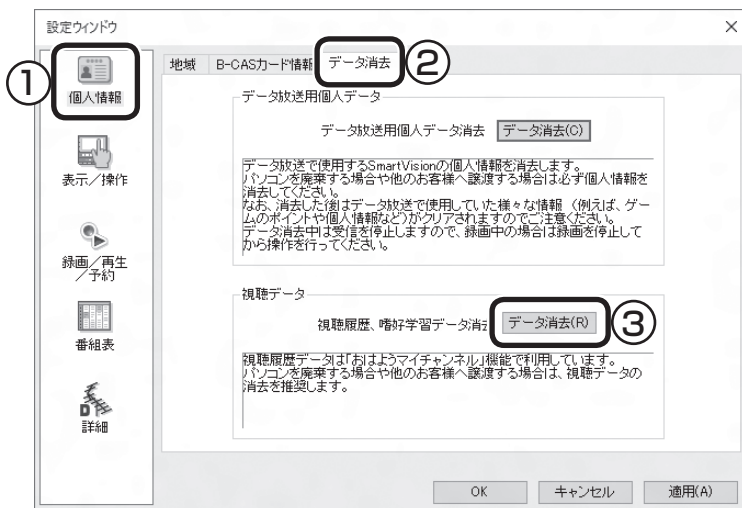 設定ウィンドウ
①
個人情報
表示／操作
録画／再生
／予約
番組表
詳細
地域
B-CASカード情報
データ消去
②
データ放送用個人データ
データ放送用個人データ消去
データ消去(C)
データ放送で使用するSmartVisionの個人情報を消去します。
パソコンを廃棄する場合や他のお客様へ譲渡する場合は必ず個人情報を
消去してください。
なお、消去した後はデータ放送で使用していた様々な情報（例えば、ゲー
ムのポイントや個人情報など）がクリアされますのでご注意ください。
データ消去中は受信を停止しますので、録画中の場合は録画を停止して
から操作を行ってください。
視聴データ
視聴履歴、嗜好学習データ消去
データ消去(R)
③
視聴履歴データは「おはようマイチャンネル」機能で利用しています。
パソコンを廃棄する場合や他のお客様へ譲渡する場合は、視聴データの
消去を推奨します。
OK
キャンセル
適用(A)